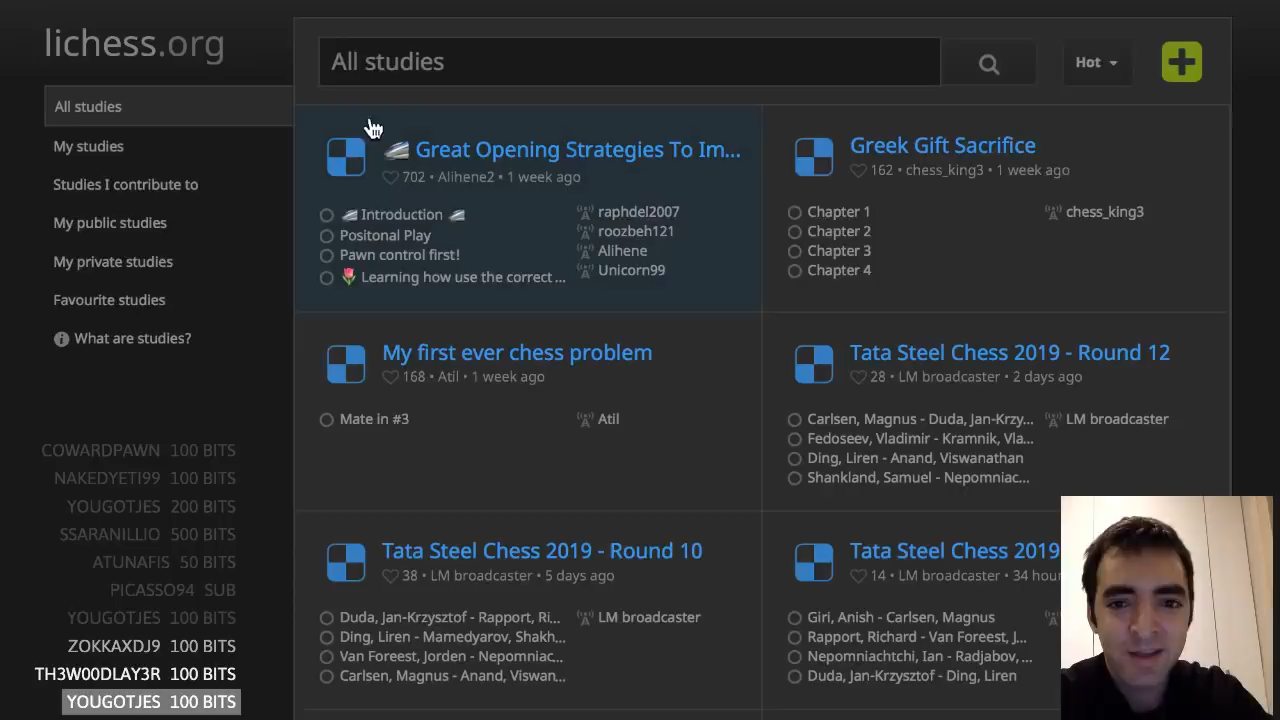 lichess.org
All studies
Hot
All studies
My studies
Studies I contribute to
My public studies
My private studies
Favourite studies
What are studies?
Great Opening Strategies To Im...
702 • Alihene2 • 1 week ago
Introduction
Positonal Play
Pawn control first!
Learning how use the correct ...
raphdel2007
roozbeh121
Alihene
Unicorn99
Greek Gift Sacrifice
162 • chess_king3 • 1 week ago
Chapter 1
Chapter 2
Chapter 3
Chapter 4
chess_king3
My first ever chess problem
168 • Atil • 1 week ago
Mate in #3
Atil
Tata Steel Chess 2019 - Round 12
28 • LM broadcaster • 2 days ago
Carlsen, Magnus - Duda, Jan-Krzy...
Fedoseev, Vladimir - Kramnik, Vla...
Ding, Liren - Anand, Viswanathan
Shankland, Samuel - Nepomniac...
LM broadcaster
Tata Steel Chess 2019 - Round 10
38 • LM broadcaster • 5 days ago
Duda, Jan-Krzysztof - Rapport, Ri...
Ding, Liren - Mamedyarov, Shakh...
Van Foreest, Jorden - Nepomniac...
Carlsen, Magnus - Anand, Viswan...
LM broadcaster
Tata Steel Chess 2019
14 • LM broadcaster • 34 hou
Giri, Anish - Carlsen, Magnus
Rapport, Richard - Van Foreest, J...
Nepomniachtchi, Ian - Radjabov, ...
Duda, Jan-Krzysztof - Ding, Liren
COWARDPAWN 100 BITS
NAKEDYETI99 100 BITS
YOUGOTJES 200 BITS
SSARANILLIO 500 BITS
ATUNAFIS 50 BITS
PICASSO94 SUB
YOUGOTJES 100 BITS
ZOKKAXDJ9 100 BITS
TH3W00DLAY3R 100 BITS
YOUGOTJES 100 BITS